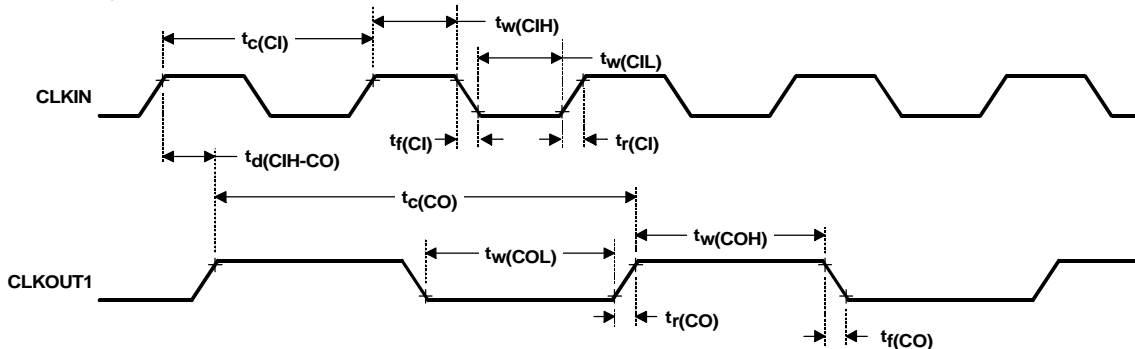 tw(CIH)
tc(CI)
tw(CIL)
CLKIN
tf(CI)
tr(CI)
td(CIH-CO)
tc(CO)
tw(COH)
tw(COL)
CLKOUT1
tr(CO)
tf(CO)